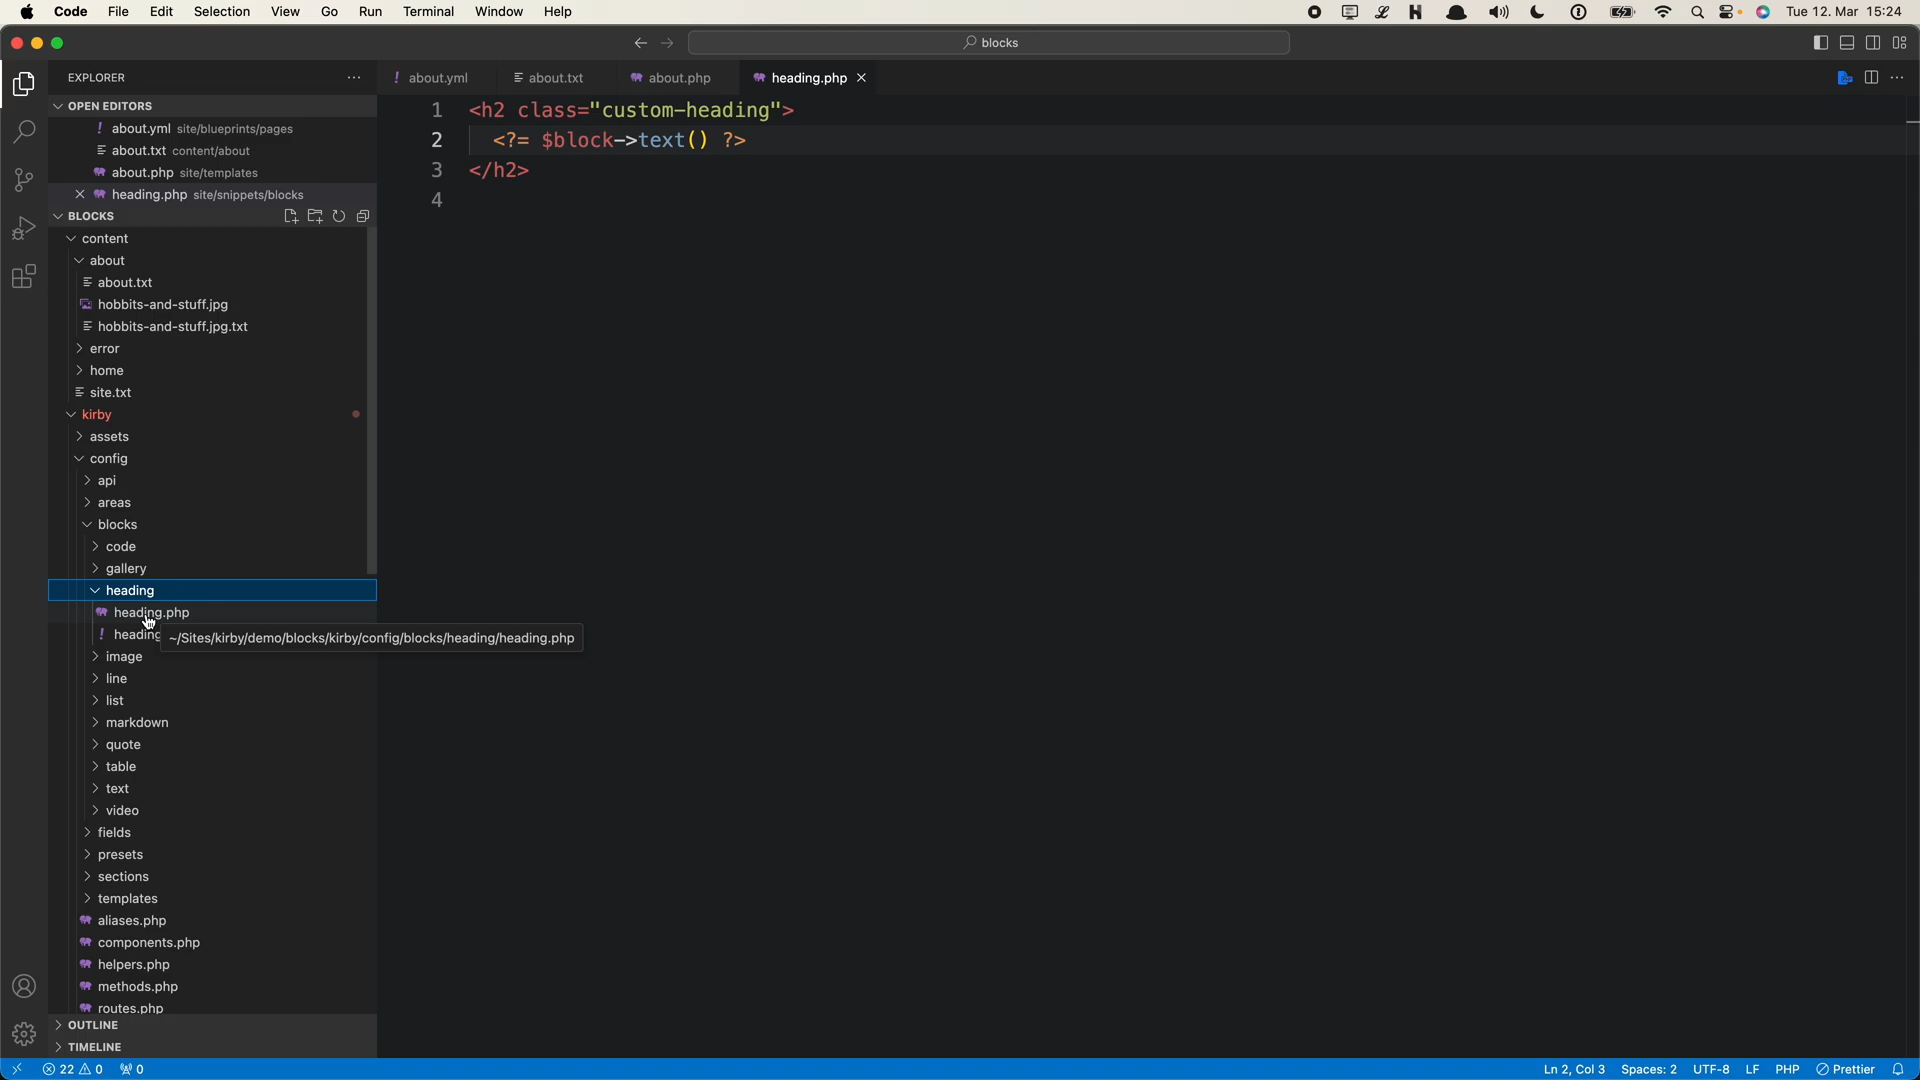 Code File Edit Selection View Go Run Terminal Window Help Tue 12. Mar 15:24
blocks
EXPLORER
! about.yml about.txt about.php heading.php
OPEN EDITORS
! about.yml site/blueprints/pages
about.txt content/about
about.php site/templates
heading.php site/snippets/blocks
BLOCKS
content
about
about.txt
hobbits-and-stuff.jpg
hobbits-and-stuff.jpg.txt
error
home
site.txt
kirby
assets
config
api
areas
blocks
code
gallery
heading
heading.php
! heading
~/Sites/kirby/demo/blocks/kirby/config/blocks/heading/heading.php
image
line
list
markdown
quote
table
text
video
fields
presets
sections
templates
aliases.php
components.php
helpers.php
methods.php
routes.php
OUTLINE
TIMELINE
1 <h2 class="custom-heading">
2 <?= $block->text() ?>
3 </h2>
4
22 0 0 Ln 2, Col 3 Spaces: 2 UTF-8 LF PHP Prettier